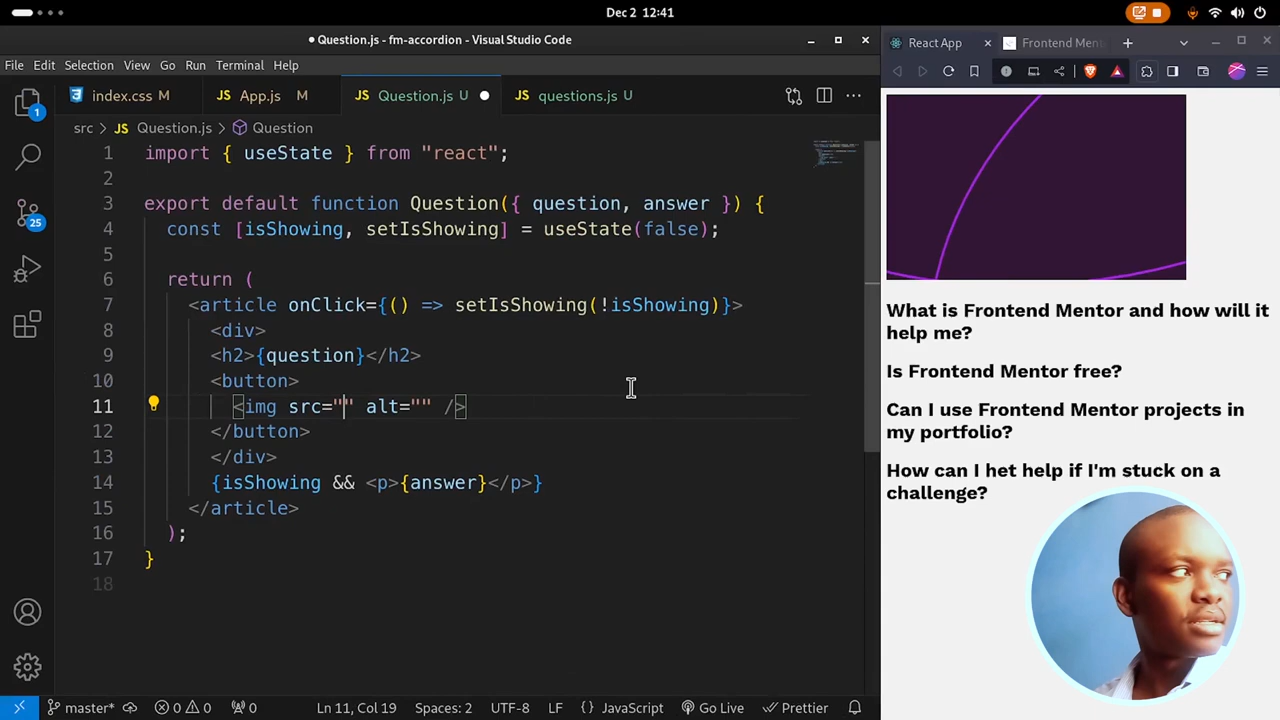 Dec 2 12:41
● Question.js - fm-accordion - Visual Studio Code
File Edit Selection View Go Run Terminal Help
index.css M
App.js M
Question.js U ●
questions.js U
src > JS Question.js > Question
1 import { useState } from "react";
2
3 export default function Question({ question, answer }) {
4 const [isShowing, setIsShowing] = useState(false);
5
6 return (
7 <article onClick={() => setIsShowing(!isShowing)}>
8 <div>
9 <h2>{question}</h2>
10 <button>
11 <img src="" alt="" />
12 </button>
13 </div>
14 {isShowing && <p>{answer}</p>}
15 </article>
16 );
17 }
18
1
25
master* 0 0 0 Ln 11, Col 19 Spaces: 2 UTF-8 LF JavaScript Go Live Prettier
React App
Frontend Ment
What is Frontend Mentor and how will it
help me?
Is Frontend Mentor free?
Can I use Frontend Mentor projects in
my portfolio?
How can I het help if I'm stuck on a
challenge?